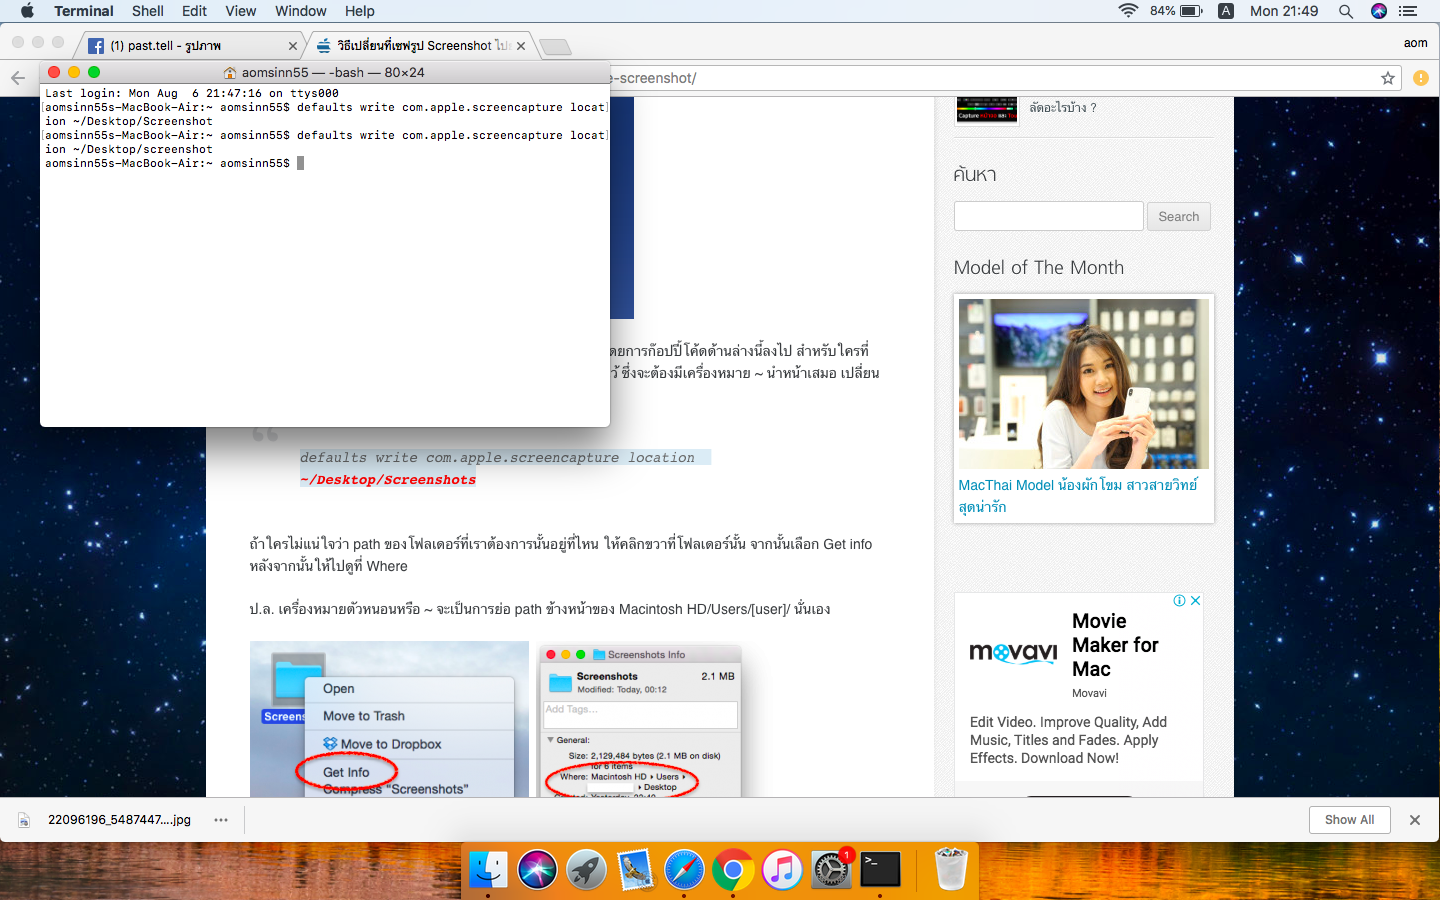 Terminal Shell Edit View Window Help
84% A Mon 21:49
(1) past.tell - รูปภาพ
วิธีเปลี่ยนที่เซฟรูป Screenshot ไปย
aom
aomsinn55 — -bash — 80×24
e-screenshot/
Last login: Mon Aug  6 21:47:16 on ttys000
[aomsinn55s-MacBook-Air:~ aomsinn55$ defaults write com.apple.screencapture locat]
ion ~/Desktop/Screenshot
[aomsinn55s-MacBook-Air:~ aomsinn55$ defaults write com.apple.screencapture locat]
ion ~/Desktop/screenshot
aomsinn55s-MacBook-Air:~ aomsinn55$
ดยการก๊อปปี้โค้ดด้านล่างนี้ลงไป สำหรับใครที่
ว้ ซึ่งจะต้องมีเครื่องหมาย ~ นำหน้าเสมอ เปลี่ยน
defaults write com.apple.screencapture location
~/Desktop/Screenshots
ถ้าใครไม่แน่ใจว่า path ของโฟลเดอร์ที่เราต้องการนั้นอยู่ที่ไหน ให้คลิกขวาที่โฟลเดอร์นั้น จากนั้นเลือก Get info
หลังจากนั้นให้ไปดูที่ Where
ป.ล. เครื่องหมายตัวหนอนหรือ ~ จะเป็นการย่อ path ข้างหน้าของ Macintosh HD/Users/[user]/ นั่นเอง
Screens
Open
Move to Trash
Move to Dropbox
Get Info
Compress "Screenshots"
Screenshots Info
Screenshots 2.1 MB
Modified: Today, 00:12
Add Tags...
General:
Size: 2,129,484 bytes (2.1 MB on disk)
for 6 items
Where: Macintosh HD ▸ Users ▸
▸ Desktop
ลัดอะไรบ้าง ?
ค้นหา
Search
Model of The Month
MacThai Model น้องผักโขม สาวสายวิทย์
สุดน่ารัก
movavi
Movie
Maker for
Mac
Movavi
Edit Video. Improve Quality, Add
Music, Titles and Fades. Apply
Effects. Download Now!
22096196_5487447....jpg
Show All
1